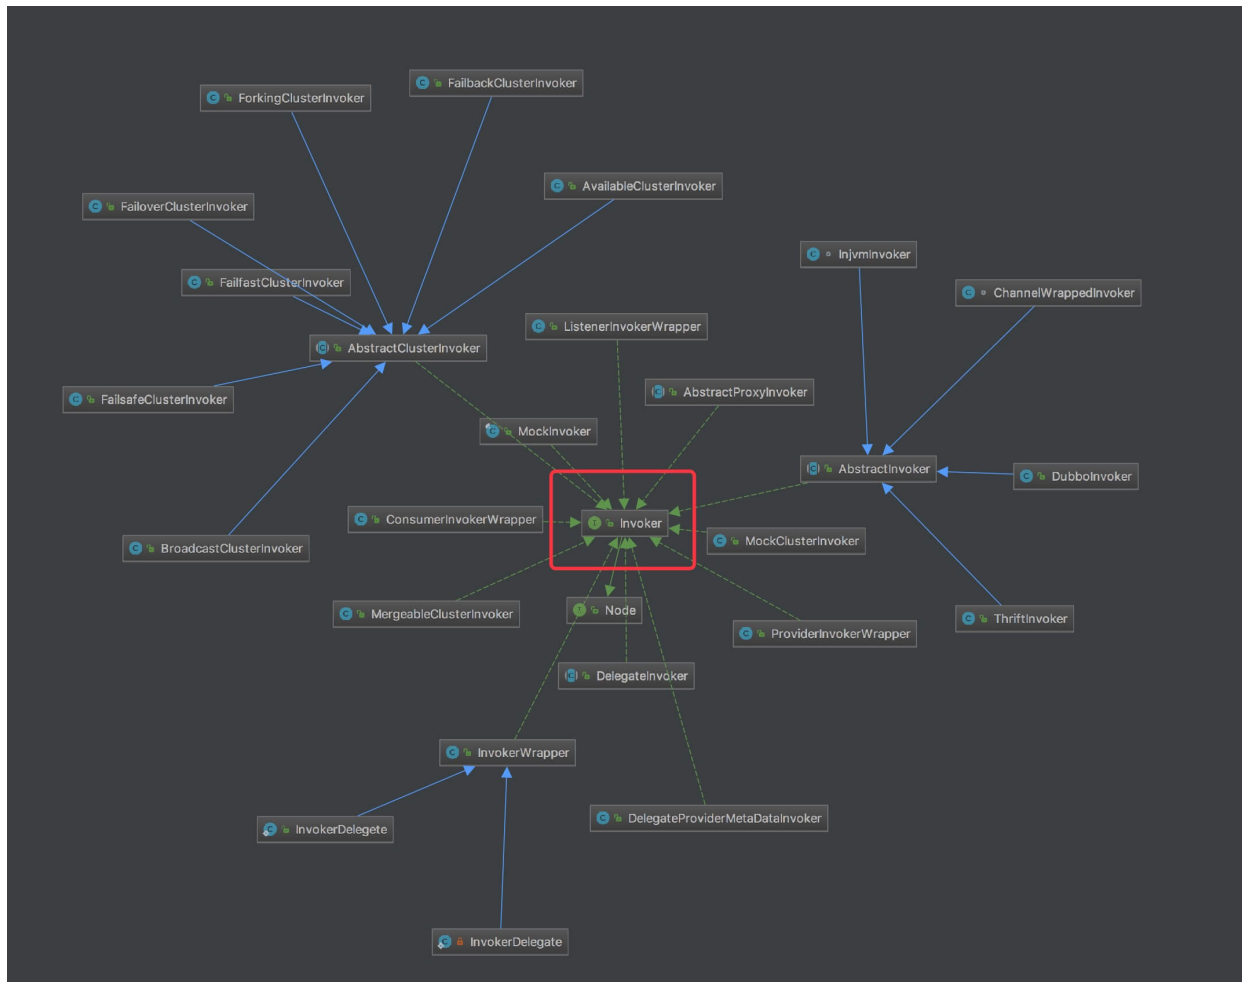 FailbackClusterInvoker
ForkingClusterInvoker
AvailableClusterInvoker
FailoverClusterInvoker
InjvmInvoker
FailfastClusterInvoker
ChannelWrappedInvoker
ListenerInvokerWrapper
AbstractClusterInvoker
AbstractProxyInvoker
FailsafeClusterInvoker
MockInvoker
AbstractInvoker
DubboInvoker
ConsumerInvokerWrapper
Invoker
MockClusterInvoker
BroadcastClusterInvoker
Node
MergeableClusterInvoker
ThriftInvoker
ProviderInvokerWrapper
DelegateInvoker
InvokerWrapper
DelegateProviderMetaDataInvoker
InvokerDelegete
InvokerDelegate